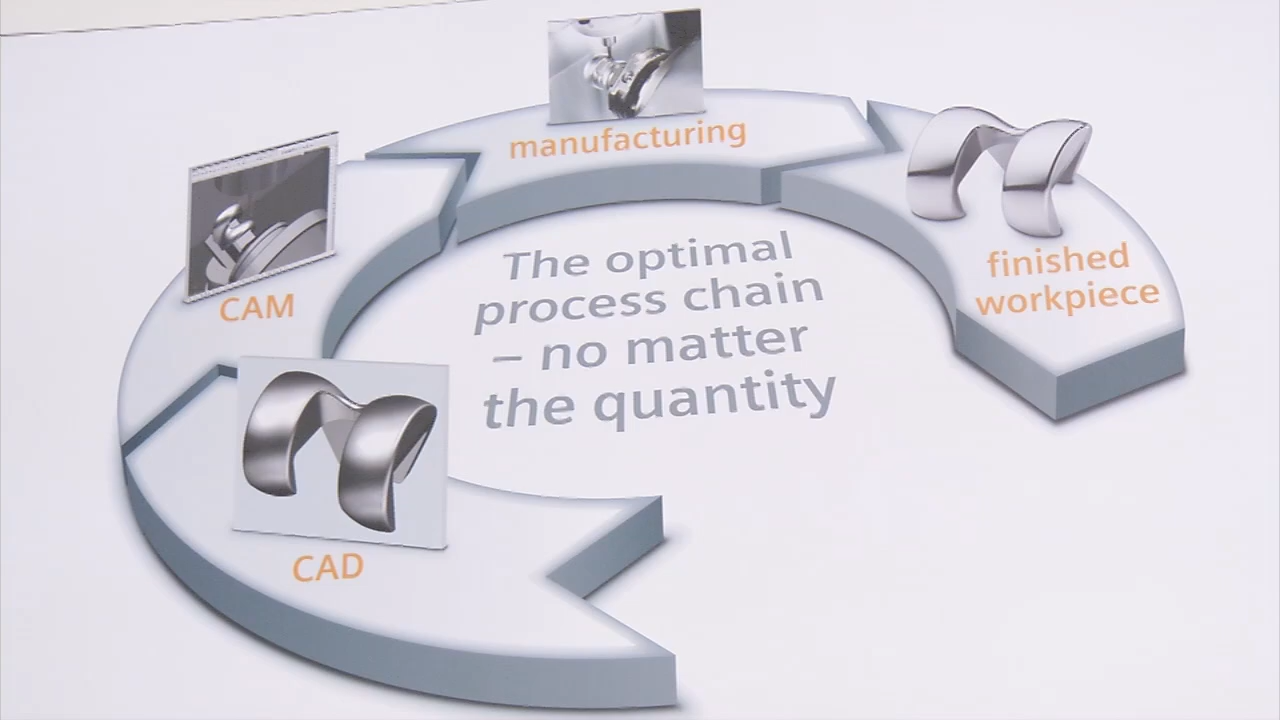 manufacturing
CAM
The optimal
process chain
– no matter
the quantity
finished
workpiece
CAD